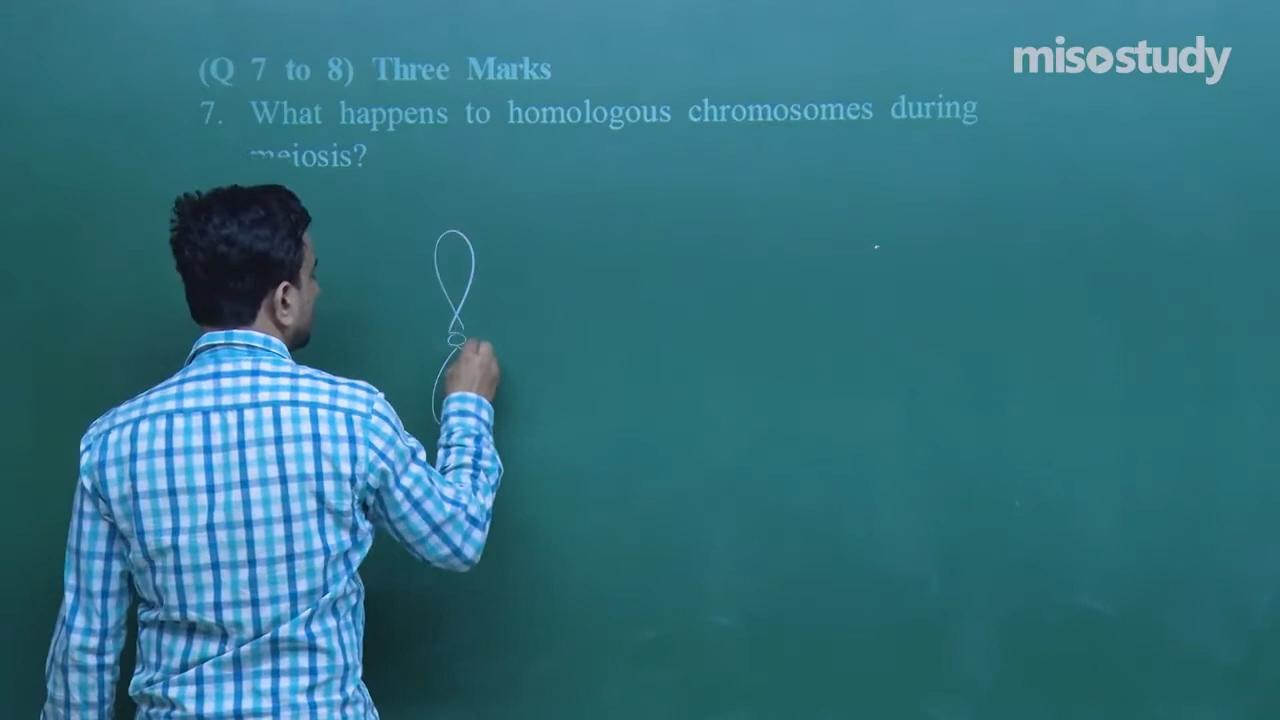 misostudy
(Q 7 to 8) Three Marks
7. What happens to homologous chromosomes during
meiosis?